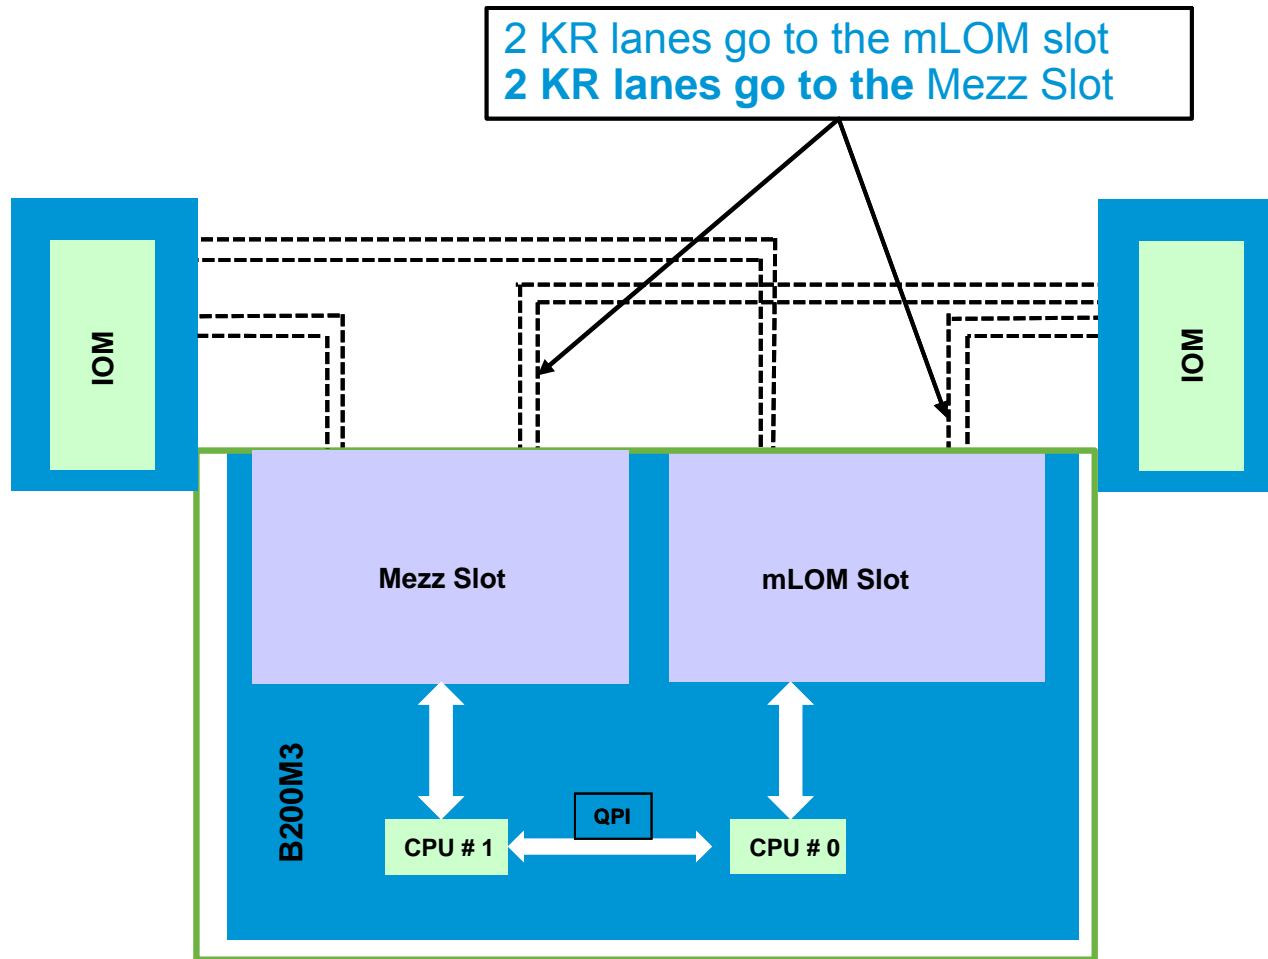 2 KR lanes go to the mLOM slot
2 KR lanes go to the Mezz Slot
IOM
IOM
Mezz Slot
mLOM Slot
B200M3
QPI
CPU # 1
CPU # 0